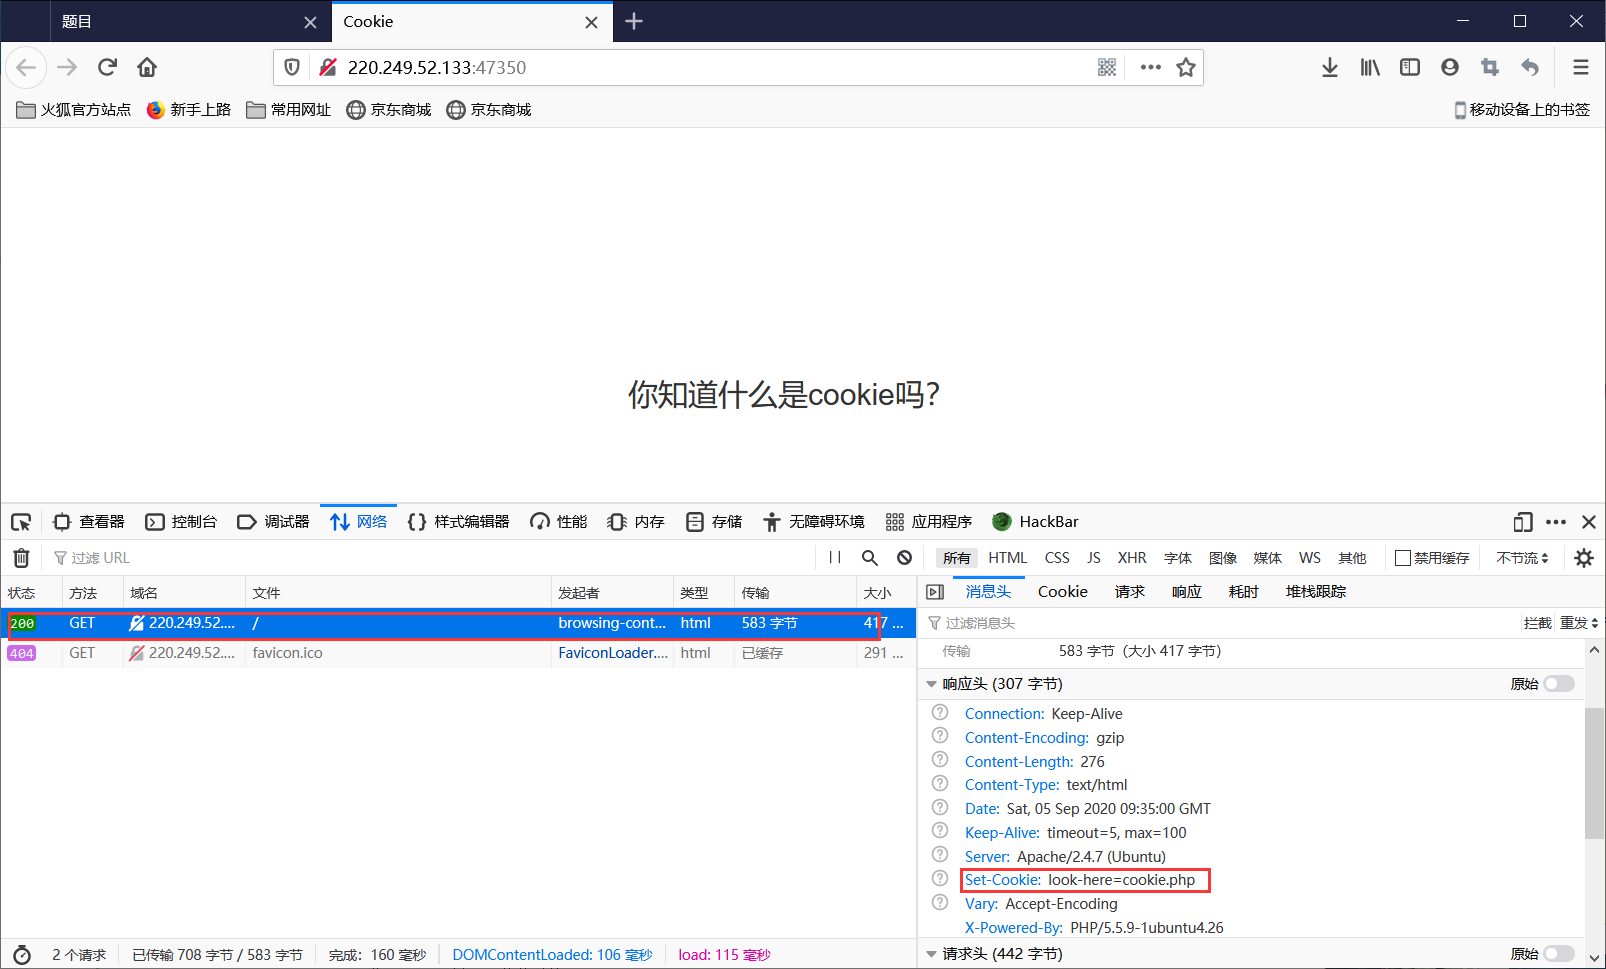 题目
Cookie
220.249.52.133:47350
火狐官方站点 新手上路 常用网址 京东商城 京东商城 移动设备上的书签
你知道什么是cookie吗？
查看器 控制台 调试器 网络 样式编辑器 性能 内存 存储 无障碍环境 应用程序 HackBar
过滤 URL
所有 HTML CSS JS XHR 字体 图像 媒体 WS 其他 禁用缓存 不节流
状态 方法 域名 文件 发起者 类型 传输 大小
200 GET 220.249.52.... / browsing-cont... html 583 字节 417 ...
404 GET 220.249.52.... favicon.ico FaviconLoader.... html 已缓存 291 ...
消息头 Cookie 请求 响应 耗时 堆栈跟踪
过滤消息头 拦截 重发
传输 583 字节（大小 417 字节）
响应头 (307 字节) 原始
Connection: Keep-Alive
Content-Encoding: gzip
Content-Length: 276
Content-Type: text/html
Date: Sat, 05 Sep 2020 09:35:00 GMT
Keep-Alive: timeout=5, max=100
Server: Apache/2.4.7 (Ubuntu)
Set-Cookie: look-here=cookie.php
Vary: Accept-Encoding
X-Powered-By: PHP/5.5.9-1ubuntu4.26
请求头 (442 字节) 原始
2 个请求 已传输 708 字节 / 583 字节 完成：160 毫秒 DOMContentLoaded: 106 毫秒 load: 115 毫秒